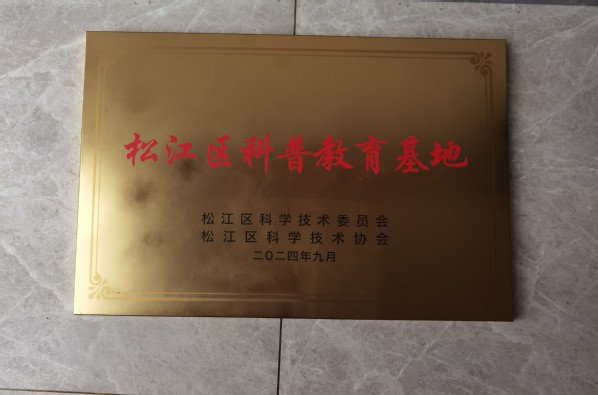 松江区科普教育基地
松江区科学技术委员会
松江区科学技术协会
二〇二四年九月